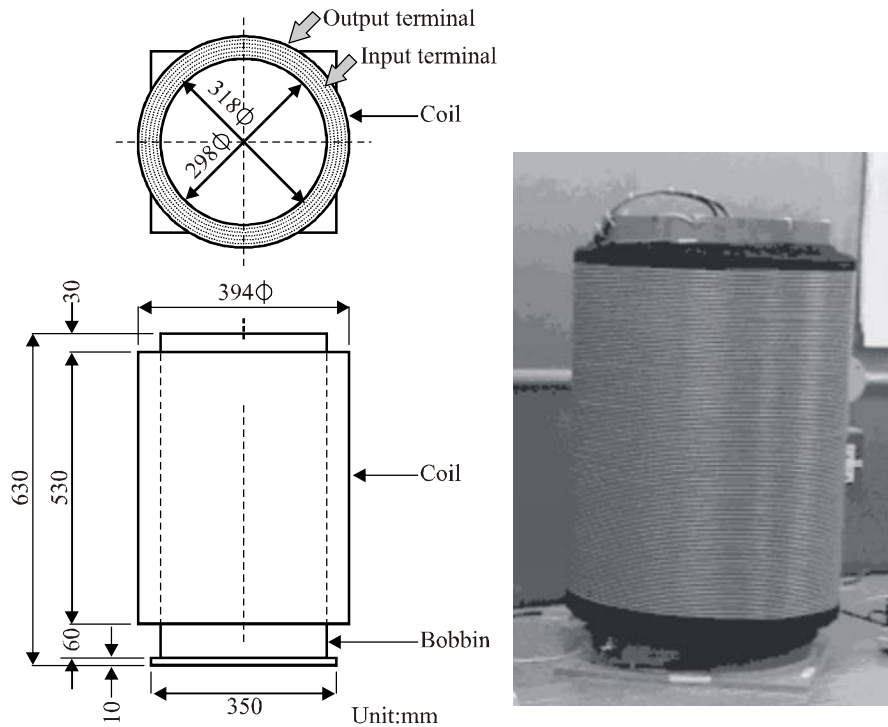 Output terminal
Input terminal
318Φ
Coil
298Φ
394Φ
30
630
530
Coil
60
Bobbin
10
350
Unit:mm